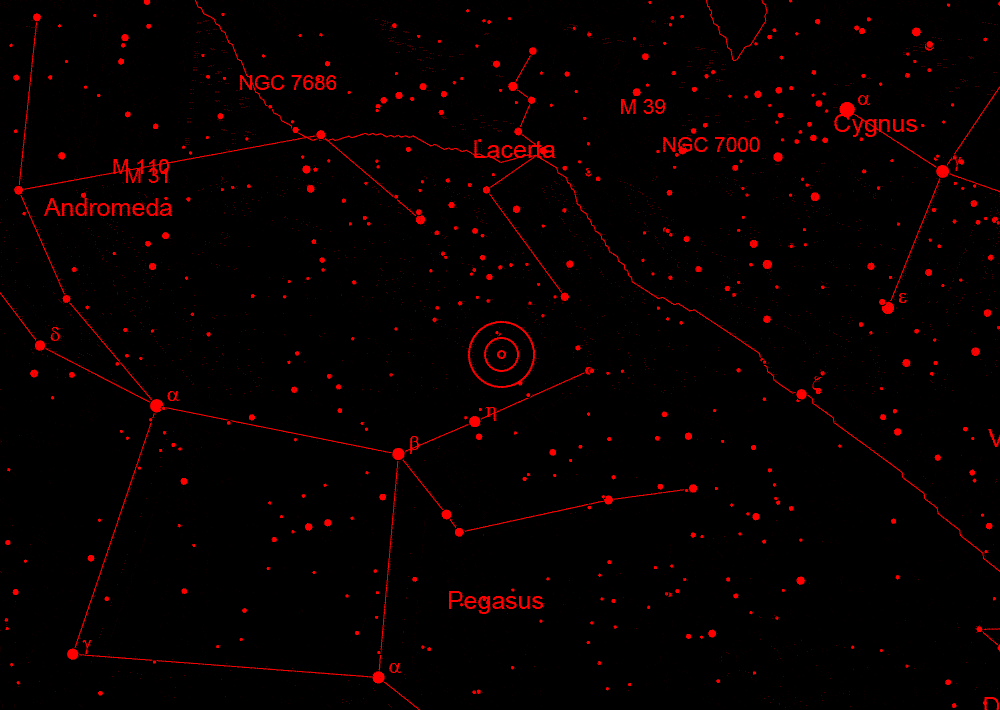 NGC 7686
M 39
α
Cygnus
NGC 7000
Lacerta
γ
M 110
M 31
Andromeda
ε
δ
ζ
α
η
β
Pegasus
γ
α